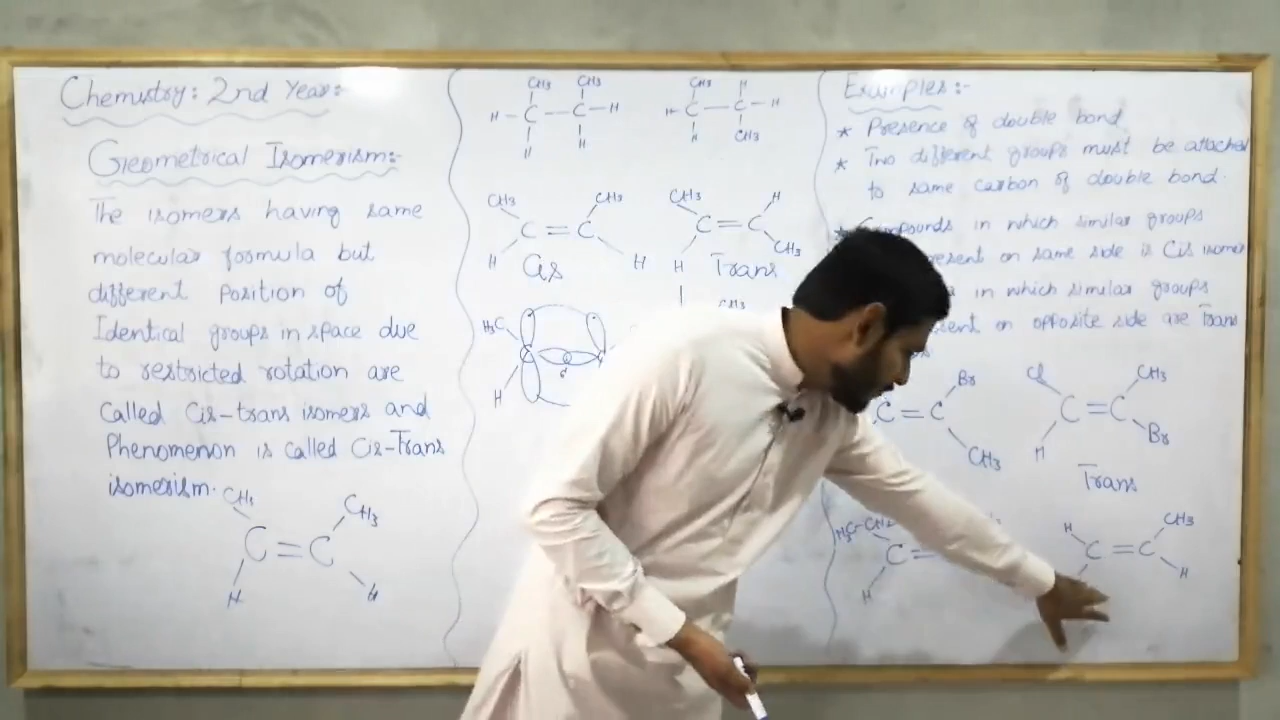 Chemistry: 2nd Year:
Geometrical Isomerism:-
The isomers having same
molecular formula but
different Position of
Identical groups in space due
to restricted rotation are
Called Cis-trans isomers and
Phenomenon is called Cis-Trans
isomerism.
CH3 CH3
C = C
H H
CH3 CH3
H - C - C - H
H H
CH3 H
H C - C - H
H CH3
CH3 CH3
C = C
H H
Cis
CH3 H
C = C
H CH3
Trans
CH3
H3C
H
Examples:-
* Presence of double bond
* Two different groups must be attached
to same carbon of double bond.
* in which similar groups
on same side is Cis isomer
in which similar groups
on opposite side are Trans
Br
C = C
CH3
Cl CH3
C = C
H Br
Trans
H3C-CH2
C =
H
H CH3
C = C
H